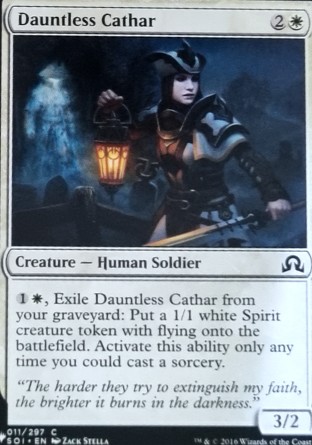 Dauntless Cathar 2
Creature — Human Soldier
1, Exile Dauntless Cathar from
your graveyard: Put a 1/1 white Spirit
creature token with flying onto the
battlefield. Activate this ability only any
time you could cast a sorcery.
"The harder they try to extinguish my faith,
the brighter it burns in the darkness."
3/2
011/297 C
SOI • EN ZACK STELLA
™ & © 2016 Wizards of the Coast